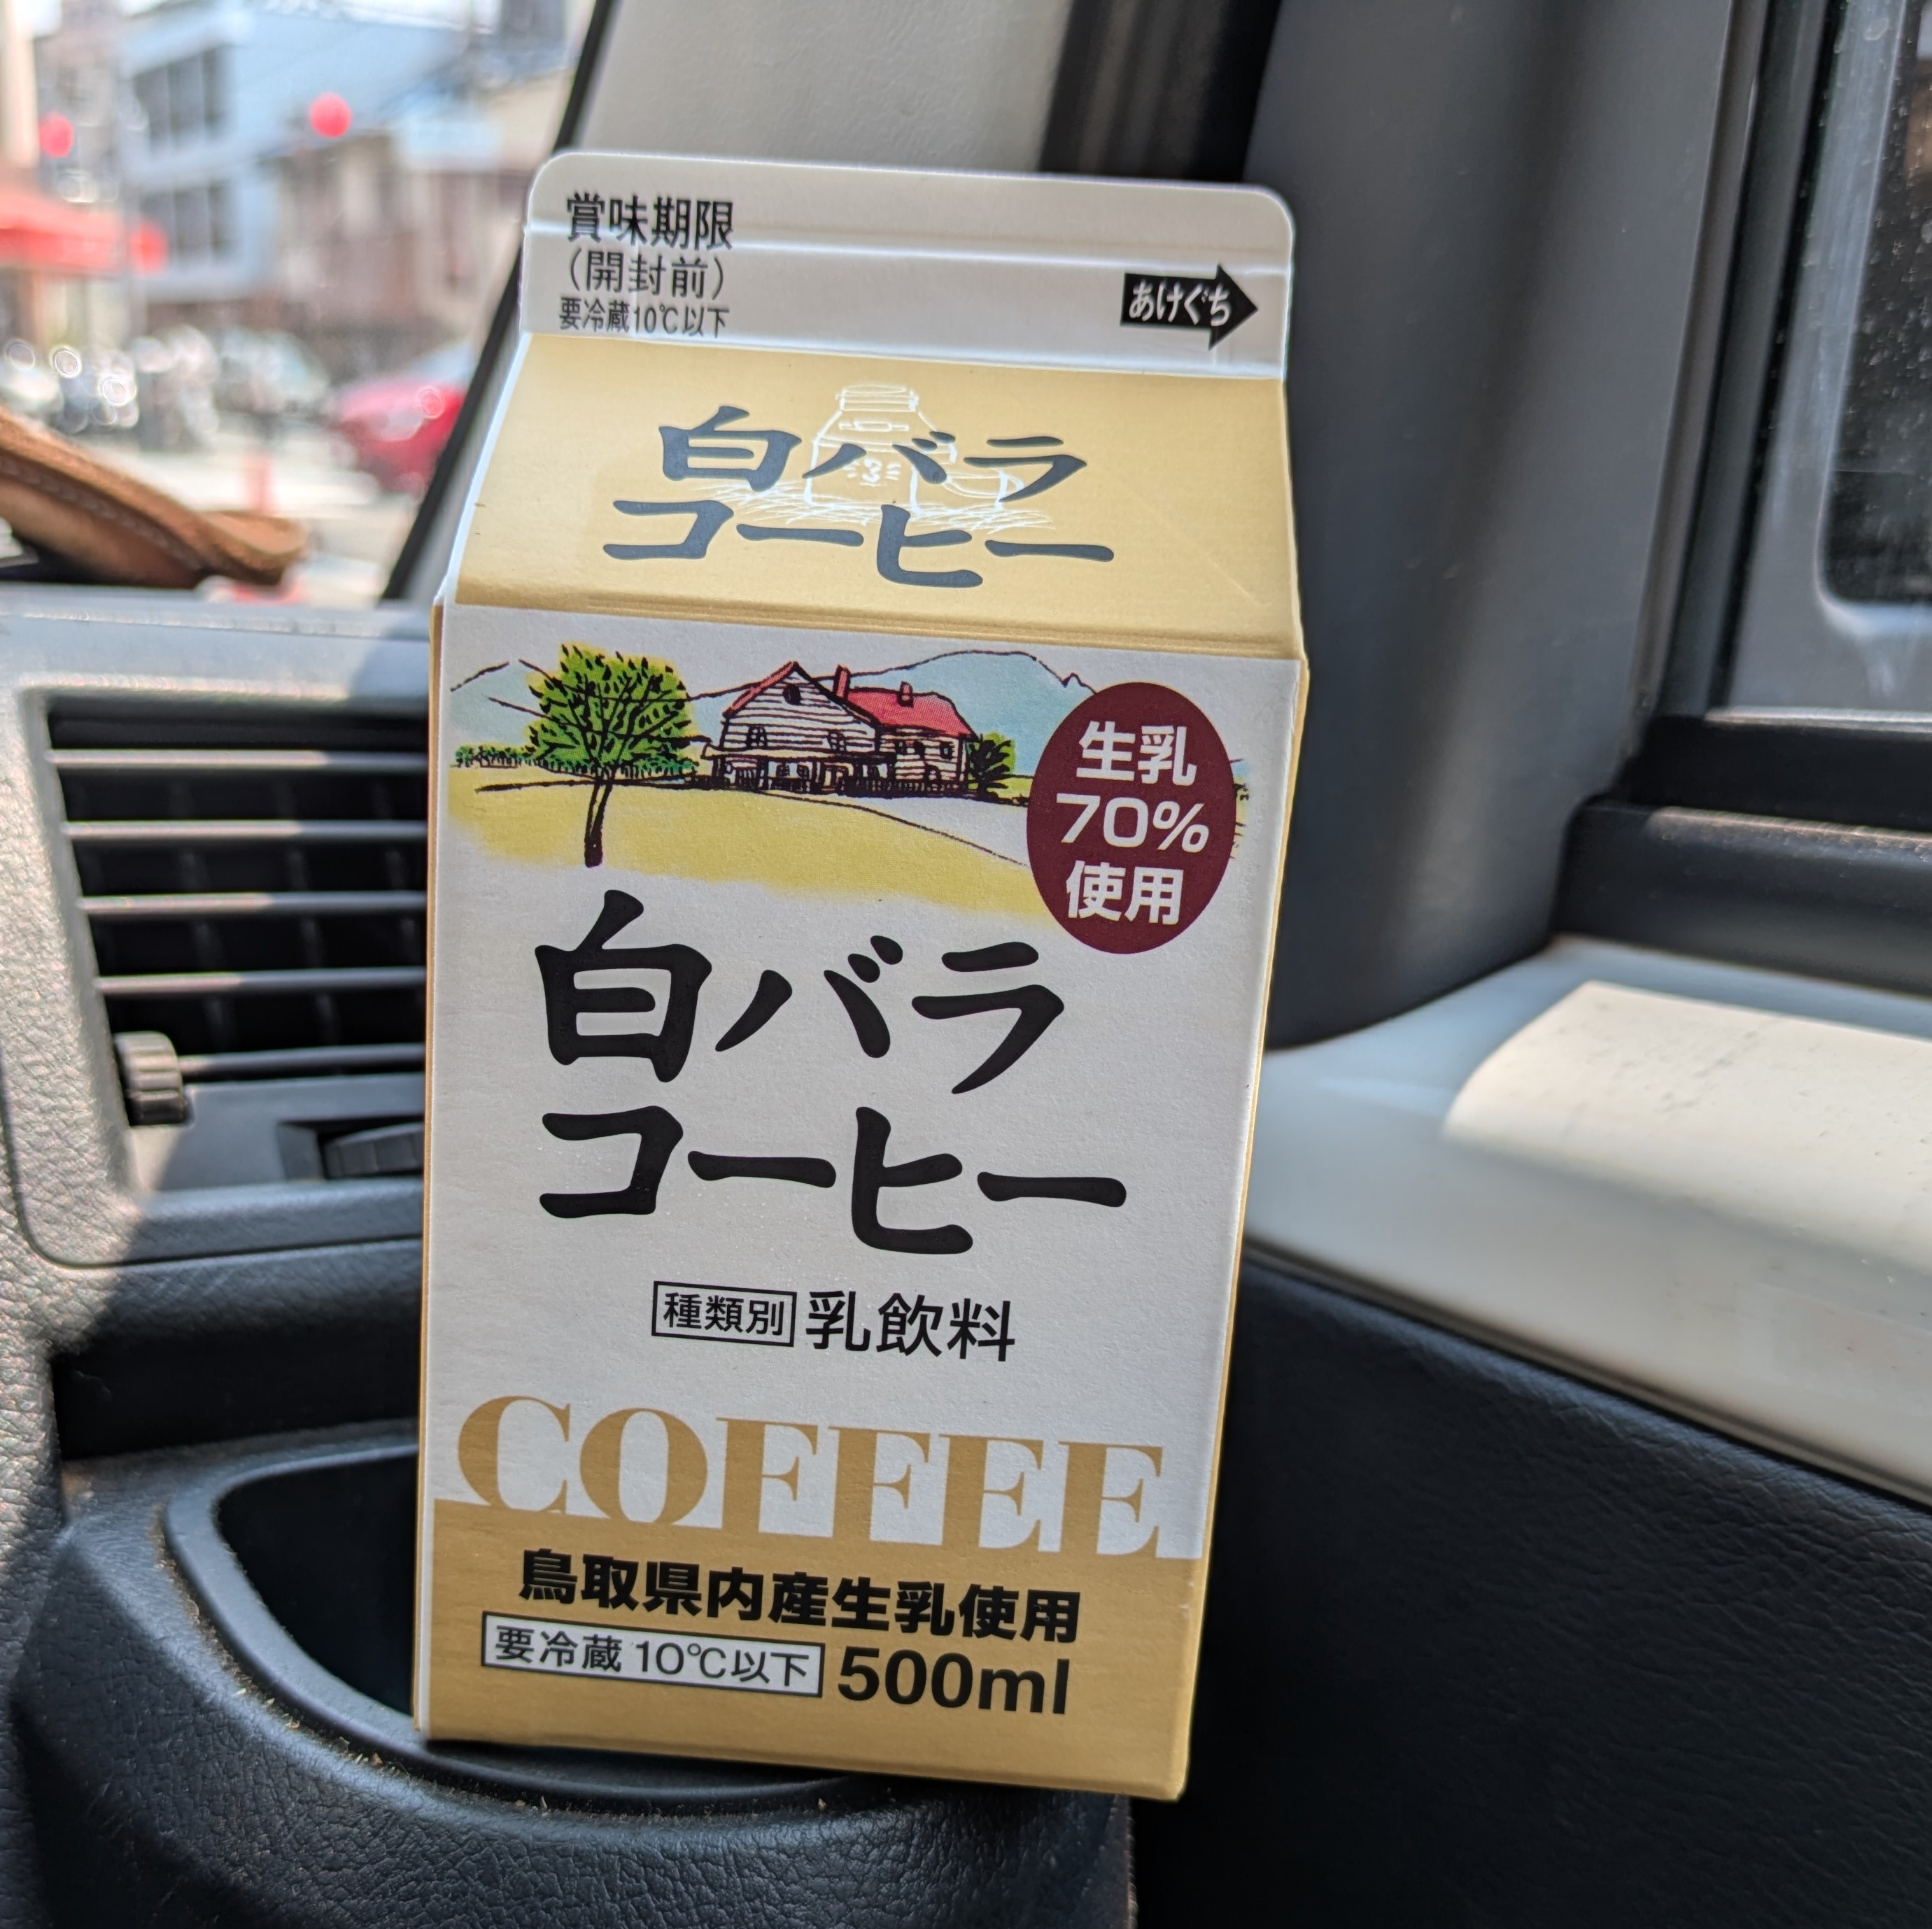 賞味期限
(開封前)
要冷蔵10℃以下
あけぐち
白バラ
コーヒー
生乳
70%
使用
白バラ
コーヒー
種類別 乳飲料
COFFEE
鳥取県内産生乳使用
要冷蔵 10℃以下 500ml